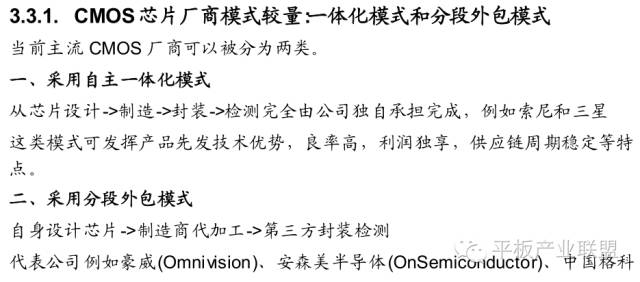 3.3.1. CMOS 芯片厂商模式较量:一体化模式和分段外包模式
当前主流 CMOS 厂商可以被分为两类。
一、采用自主一体化模式
从芯片设计->制造->封装->检测完全由公司独自承担完成，例如索尼和三星
这类模式可发挥产品先发技术优势，良率高，利润独享，供应链周期稳定等特
点。
二、采用分段外包模式
自身设计芯片->制造商代加工->第三方封装检测
代表公司例如豪威(Omnivision)、安森美半导体(OnSemiconductor)、中国格科
平板产业联盟